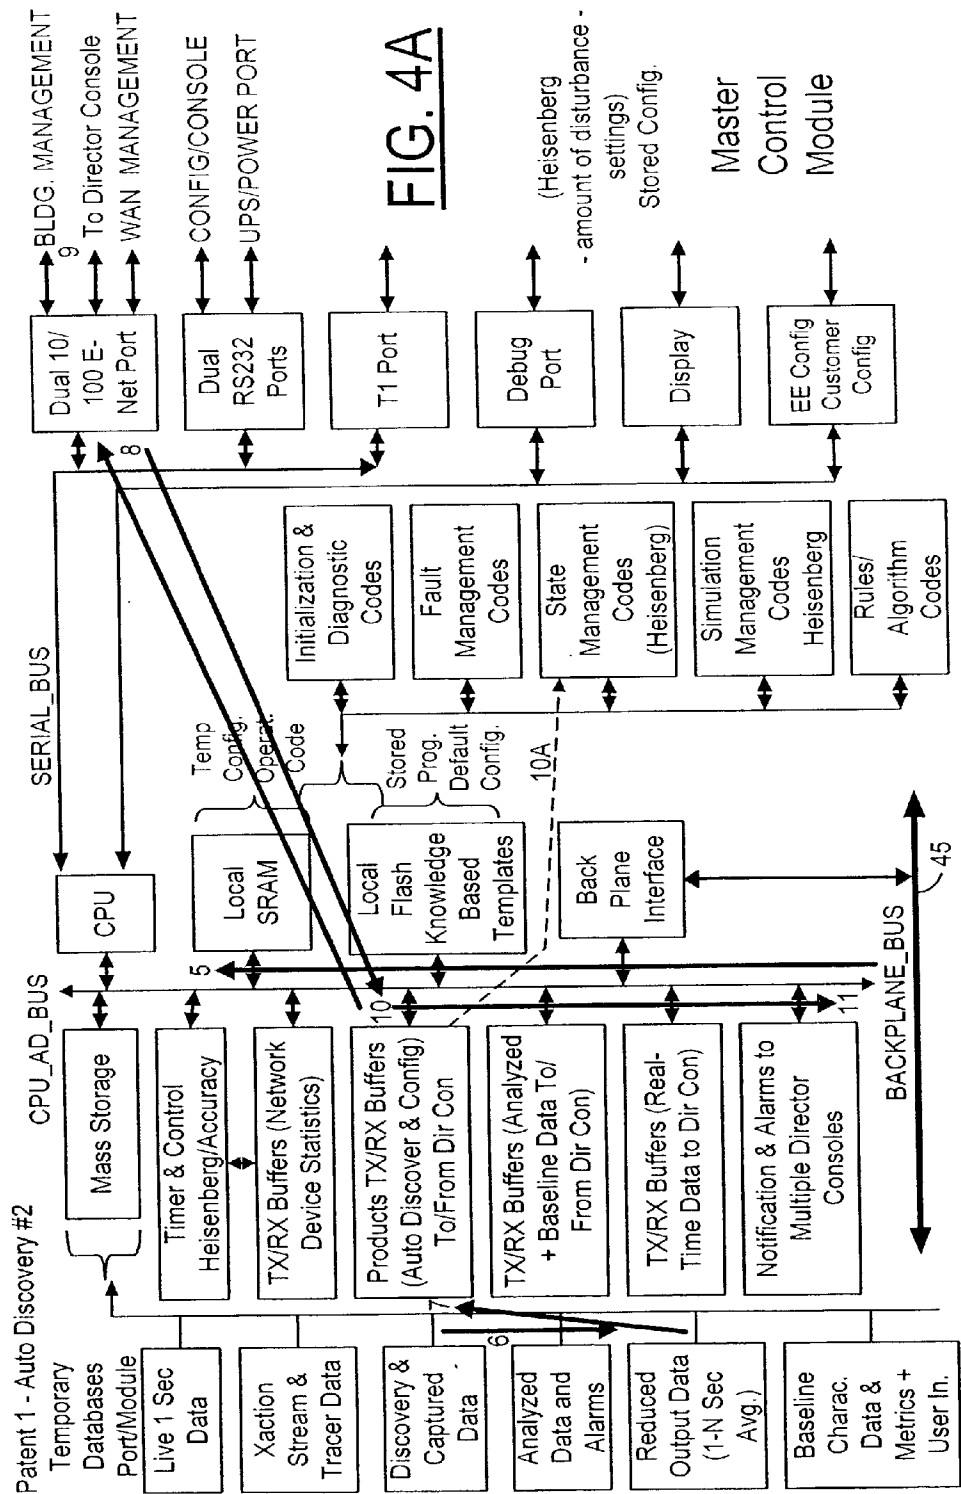 Patent 1 - Auto Discovery #2
Temporary
Databases
Port/Module
Live 1 Sec
Data
Xaction
Stream &
Tracer Data
Discovery &
Captured
Data
Analyzed
Data and
Alarms
Reduced
Output Data
(1-N Sec
Avg.)
Baseline
Charac.
Data &
Metrics +
User In.
6
7
CPU_AD_BUS
Mass Storage
Timer & Control
Heisenberg/Accuracy
TX/RX Buffers (Network
Device Statistics)
Products TX/RX Buffers
(Auto Discover & Config)
To/From Dir Con
TX/RX Buffers (Analyzed
+ Baseline Data To/
From Dir Con)
TX/RX Buffers (Real-
Time Data to Dir Con)
Notification & Alarms to
Multiple Director
Consoles
5
10
11
BACKPLANE_BUS
45
CPU
Local
SRAM
Local
Flash
Knowledge
Based
Templates
Back
Plane
Interface
SERIAL_BUS
Temp
Config.
Operat.
Code
Stored
Prog.
Default
Config.
10A
Initialization &
Diagnostic
Codes
Fault
Management
Codes
State
Management
Codes
(Heisenberg)
Simulation
Management
Codes
Heisenberg
Rules/
Algorithm
Codes
8
Dual 10/
100 E-
Net Port
Dual
RS232
Ports
T1 Port
Debug
Port
Display
EE Config
Customer
Config
BLDG. MANAGEMENT
9
To Director Console
WAN MANAGEMENT
CONFIG/CONSOLE
UPS/POWER PORT
FIG. 4A
(Heisenberg
- amount of disturbance -
settings)
Stored Config.
Master
Control
Module